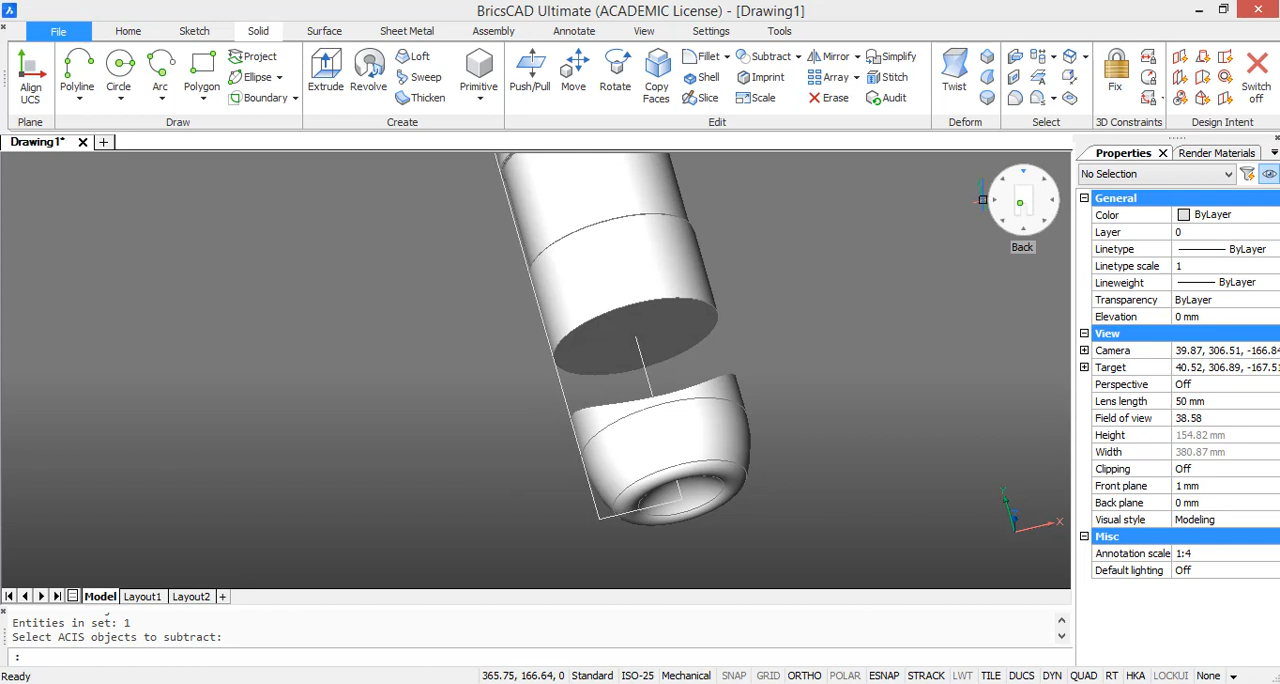 BricsCAD Ultimate (ACADEMIC License) - [Drawing1]
File Home Sketch Solid Surface Sheet Metal Assembly Annotate View Settings Tools
Align UCS
Polyline Circle Arc Polygon
Project
Ellipse
Boundary
Extrude Revolve
Loft
Sweep
Thicken
Primitive
Push/Pull Move Rotate Copy Faces
Fillet Subtract Mirror Simplify
Shell Imprint Array Stitch
Slice Scale Erase Audit
Twist
Fix
Switch off
Plane Draw Create Edit Deform Select 3D Constraints Design Intent
Drawing1*
Properties Render Materials
No Selection
General
Color ByLayer
Layer 0
Linetype ByLayer
Linetype scale 1
Lineweight ByLayer
Transparency ByLayer
Elevation 0 mm
View
Camera 39.87, 306.51, -166.84
Target 40.52, 306.89, -167.51
Perspective Off
Lens length 50 mm
Field of view 38.58
Height 154.82 mm
Width 380.87 mm
Clipping Off
Front plane 1 mm
Back plane 0 mm
Visual style Modeling
Misc
Annotation scale 1:4
Default lighting Off
Back
Y
X
Model Layout1 Layout2
Entities in set: 1
Select ACIS objects to subtract:
:
Ready 365.75, 166.64, 0 Standard ISO-25 Mechanical SNAP GRID ORTHO POLAR ESNAP STRACK LWT TILE DUCS DYN QUAD RT HKA LOCKUI None